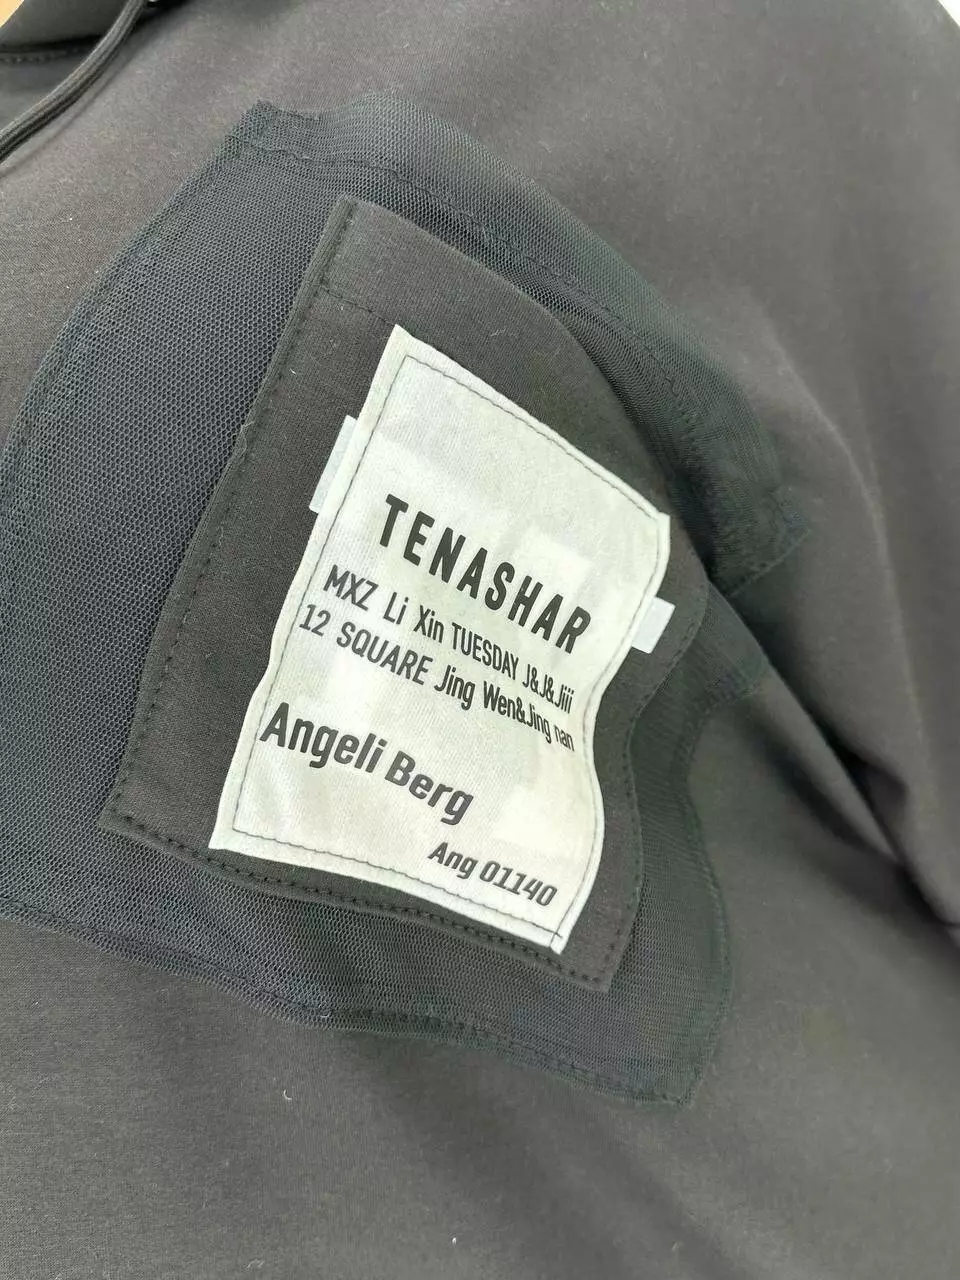 TENASHAR
MXZ Li Xin TUESDAY J&J&Jiii
12 SQUARE Jing Wen&Jing nan
Angeli Berg
Ang 01140